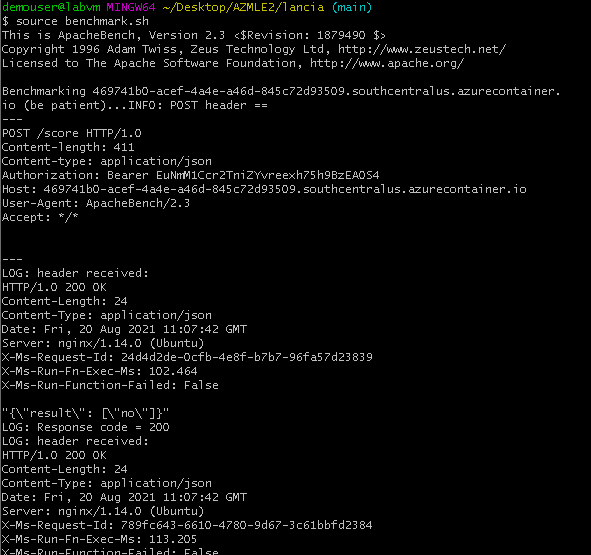 demouser@labvm MINGW64 ~/Desktop/AZMLE2/lancia (main)
$ source benchmark.sh
This is ApacheBench, Version 2.3 <$Revision: 1879490 $>
Copyright 1996 Adam Twiss, Zeus Technology Ltd, http://www.zeustech.net/
Licensed to The Apache Software Foundation, http://www.apache.org/
Benchmarking 469741b0-acef-4a4e-a46d-845c72d93509.southcentralus.azurecontainer.
io (be patient)...INFO: POST header ==
---
POST /score HTTP/1.0
Content-length: 411
Content-type: application/json
Authorization: Bearer EuNmM1Ccr2TniZYvreexh75h9BzEAOS4
Host: 469741b0-acef-4a4e-a46d-845c72d93509.southcentralus.azurecontainer.io
User-Agent: ApacheBench/2.3
Accept: */*
---
LOG: header received:
HTTP/1.0 200 OK
Content-Length: 24
Content-Type: application/json
Date: Fri, 20 Aug 2021 11:07:42 GMT
Server: nginx/1.14.0 (Ubuntu)
X-Ms-Request-Id: 24d4d2de-0cfb-4e8f-b7b7-96fa57d23839
X-Ms-Run-Fn-Exec-Ms: 102.464
X-Ms-Run-Function-Failed: False
"{\"result\": [\"no\"]}"
LOG: Response code = 200
LOG: header received:
HTTP/1.0 200 OK
Content-Length: 24
Content-Type: application/json
Date: Fri, 20 Aug 2021 11:07:42 GMT
Server: nginx/1.14.0 (Ubuntu)
X-Ms-Request-Id: 789fc643-6610-4780-9d67-3c61bbfd2384
X-Ms-Run-Fn-Exec-Ms: 113.205
X-Ms-Run-Function-Failed: False